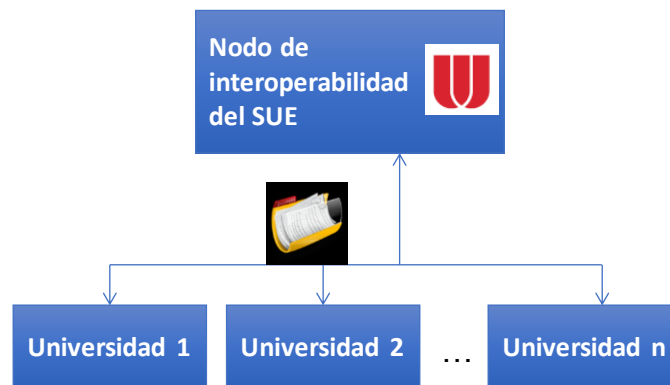 Nodo de
interoperabilidad
del SUE
Universidad 1
Universidad 2
...
Universidad n